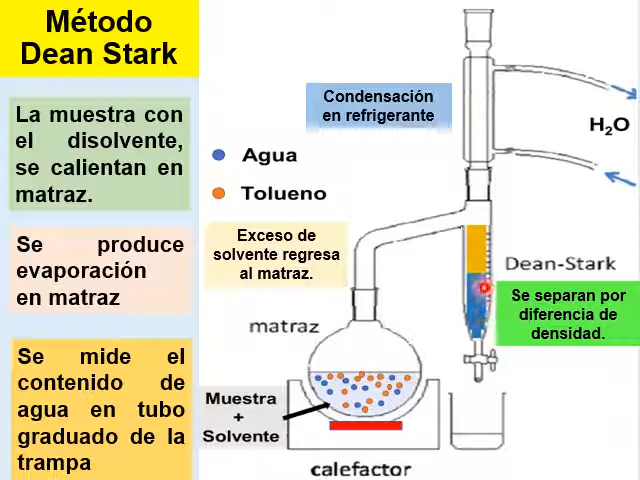 Método
Dean Stark
La muestra con
el disolvente,
se calientan en
matraz.
Se produce
evaporación
en matraz
Se mide el
contenido de
agua en tubo
graduado de la
trampa
Condensación
en refrigerante
H₂O
Agua
Tolueno
Exceso de
solvente regresa
al matraz.
Dean-Stark
Se separan por
diferencia de
densidad.
matraz
Muestra
+
Solvente
calefactor